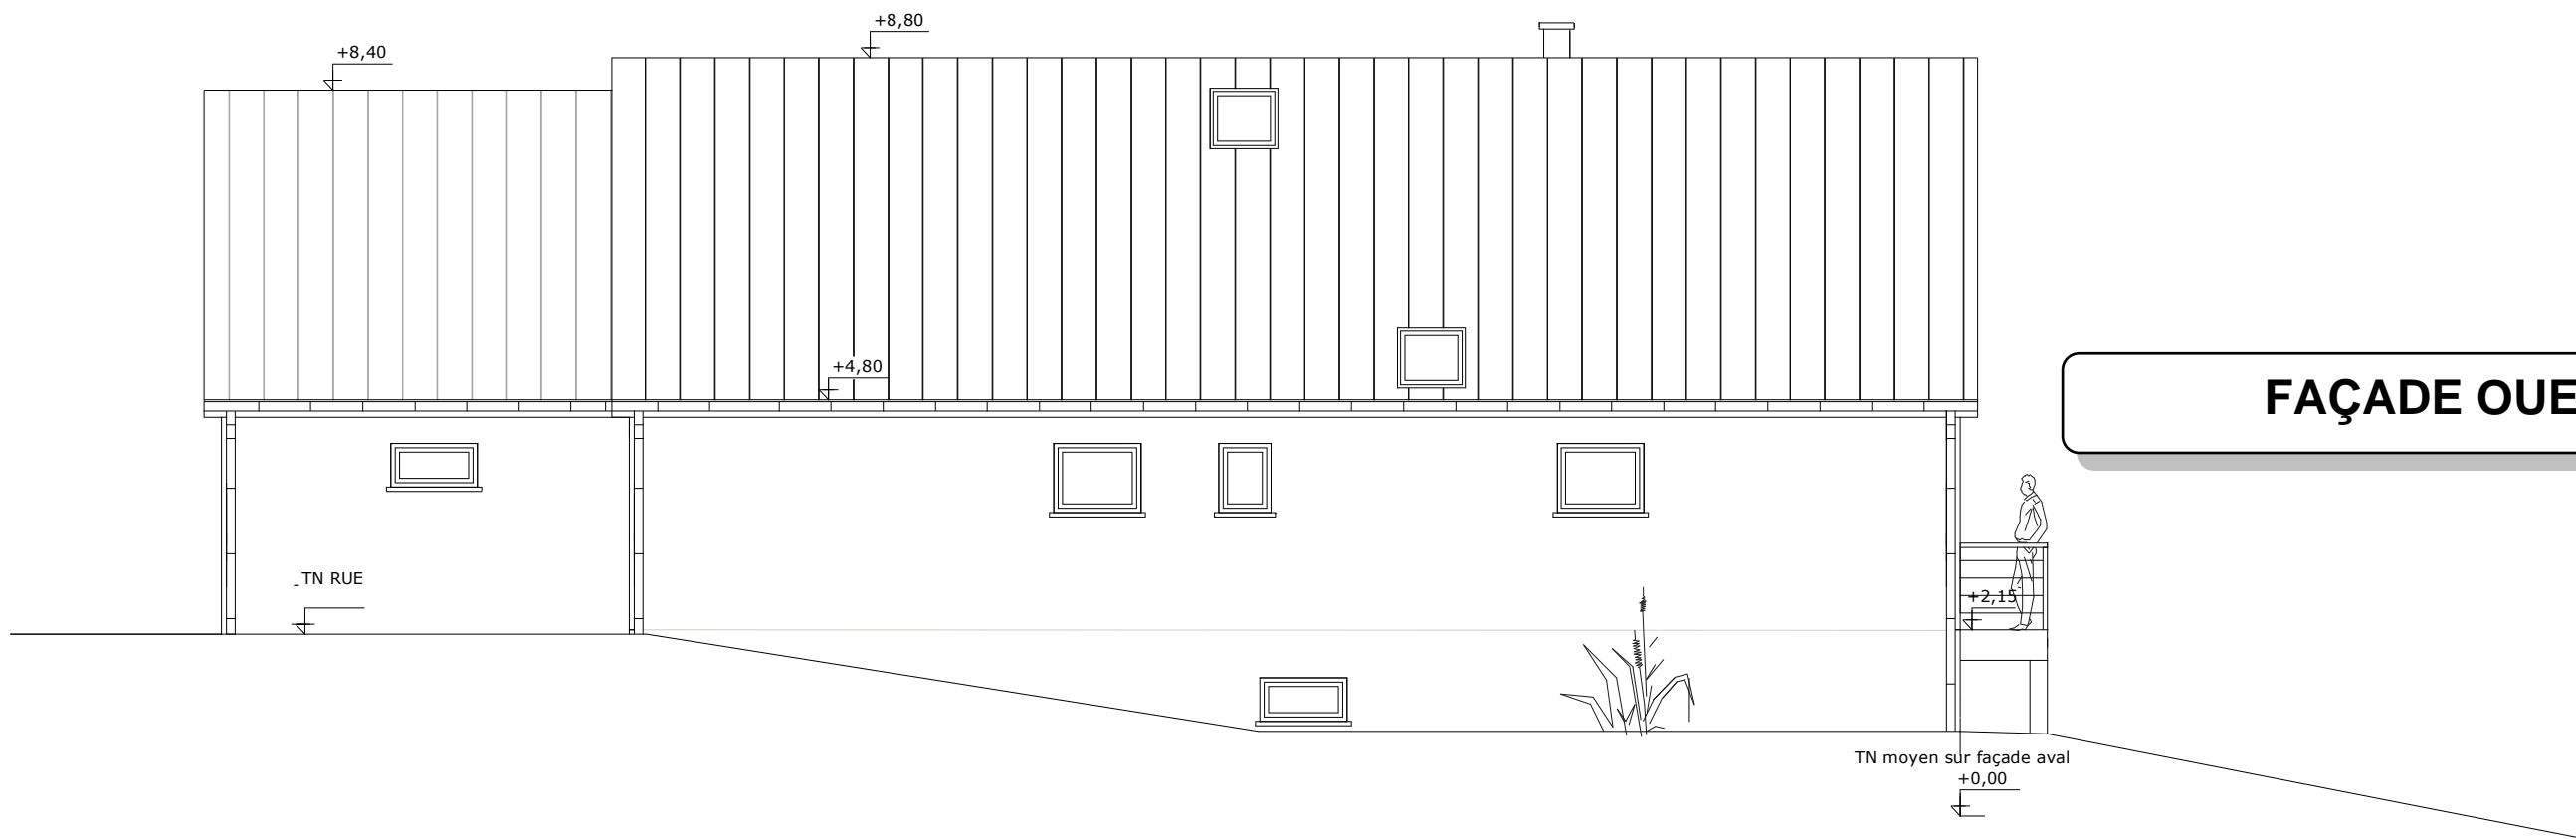 +8,80
+8,40
+4,80
FAÇADE OUE
TN RUE
+2,15
TN moyen sur façade aval
+0,00